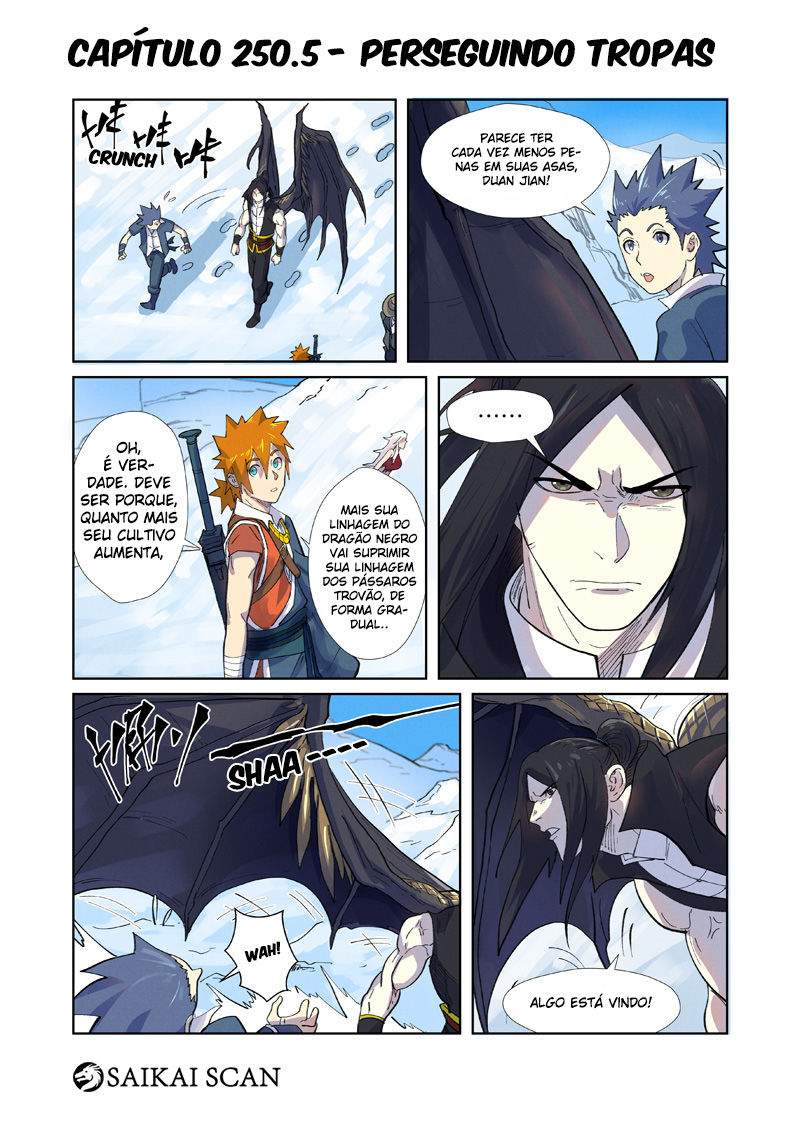 CAPÍTULO 250.5 - PERSEGUINDO TROPAS
CRUNCH
PARECE TER
CADA VEZ MENOS PE-
NAS EM SUAS ASAS,
DUAN JIAN!
OH,
É VER-
DADE. DEVE
SER PORQUE,
QUANTO MAIS
SEU CULTIVO
AUMENTA,
MAIS SUA
LINHAGEM DO
DRAGÃO NEGRO
VAI SUPRIMIR
SUA LINHAGEM
DOS PÁSSAROS
TROVÃO, DE
FORMA GRA-
DUAL..
......
SHAA ----
WAH!
ALGO ESTÁ VINDO!
SAIKAI SCAN